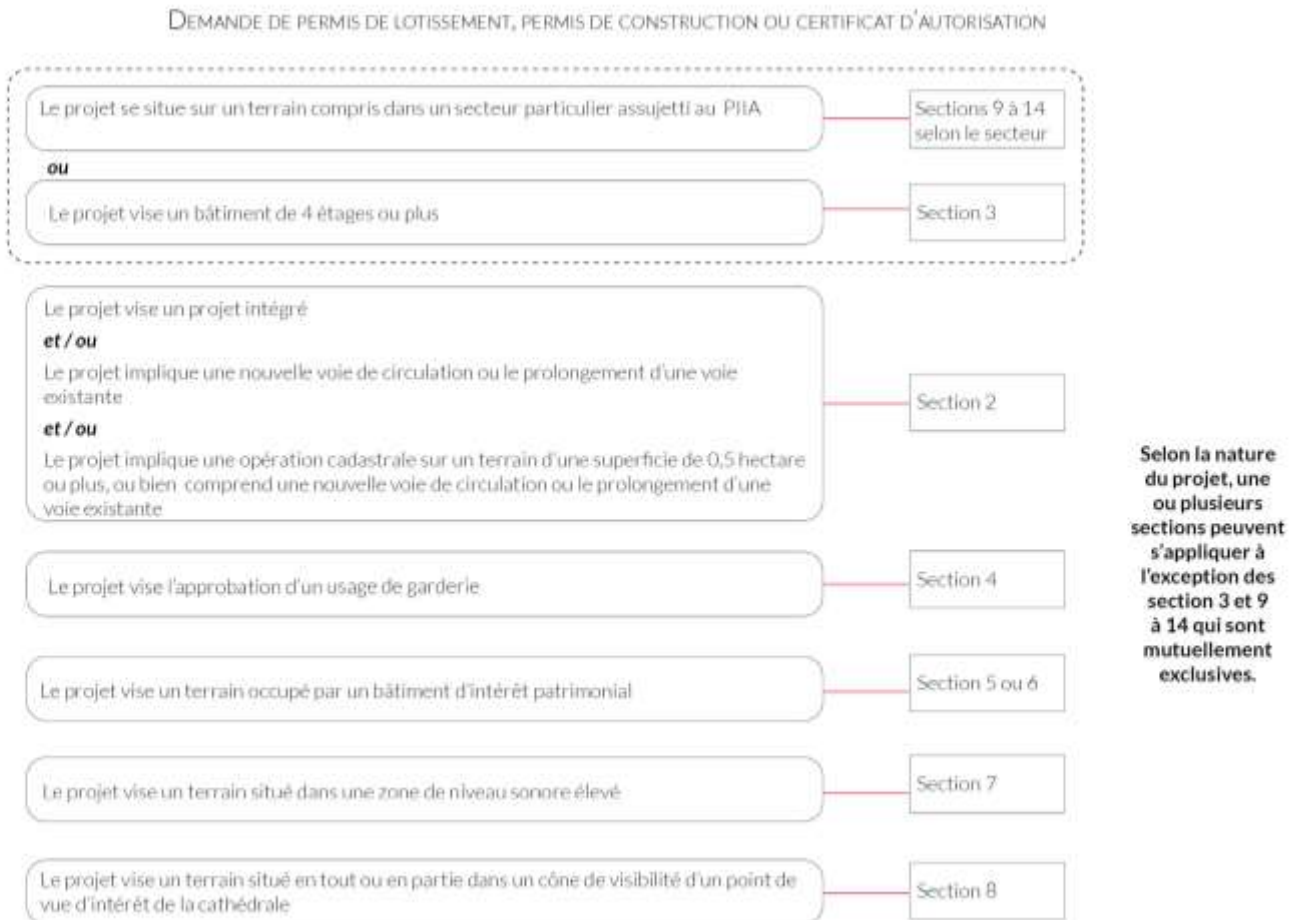 DEMANDE DE PERMIS DE LOTISSEMENT, PERMIS DE CONSTRUCTION OU CERTIFICAT D'AUTORISATION
Le projet se situe sur un terrain compris dans un secteur particulier assujetti au PIIA
Sections 9 à 14
selon le secteur
ou
Le projet vise un bâtiment de 4 étages ou plus
Section 3
Le projet vise un projet intégré
et / ou
Le projet implique une nouvelle voie de circulation ou le prolongement d'une voie
existante
et / ou
Le projet implique une opération cadastrale sur un terrain d'une superficie de 0,5 hectare
ou plus, ou bien comprend une nouvelle voie de circulation ou le prolongement d'une
voie existante
Section 2
Le projet vise l'approbation d'un usage de garderie
Section 4
Le projet vise un terrain occupé par un bâtiment d'intérêt patrimonial
Section 5 ou 6
Le projet vise un terrain situé dans une zone de niveau sonore élevé
Section 7
Le projet vise un terrain situé en tout ou en partie dans un cône de visibilité d'un point de
vue d'intérêt de la cathédrale
Section 8
Selon la nature
du projet, une
ou plusieurs
sections peuvent
s'appliquer à
l'exception des
section 3 et 9
à 14 qui sont
mutuellement
exclusives.